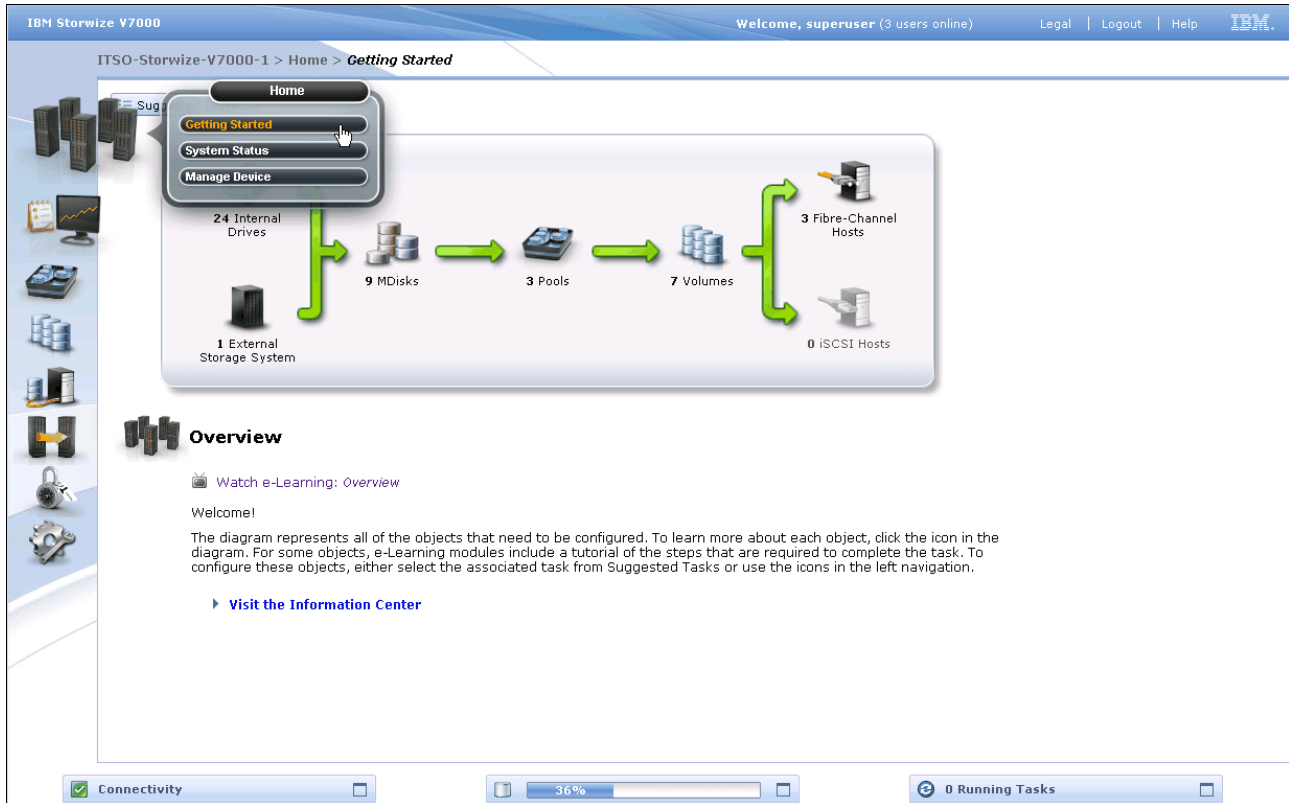 IBM Storwize V7000
Welcome, superuser (3 users online)
Legal | Logout | Help
IBM.
ITSO-Storwize-V7000-1 > Home > Getting Started
Home
Getting Started
System Status
Manage Device
24 Internal
Drives
1 External
Storage System
9 MDisks
3 Pools
7 Volumes
3 Fibre-Channel
Hosts
0 iSCSI Hosts
Overview
Watch e-Learning: Overview
Welcome!
The diagram represents all of the objects that need to be configured. To learn more about each object, click the icon in the
diagram. For some objects, e-Learning modules include a tutorial of the steps that are required to complete the task. To
configure these objects, either select the associated task from Suggested Tasks or use the icons in the left navigation.
Visit the Information Center
Connectivity
36%
0 Running Tasks